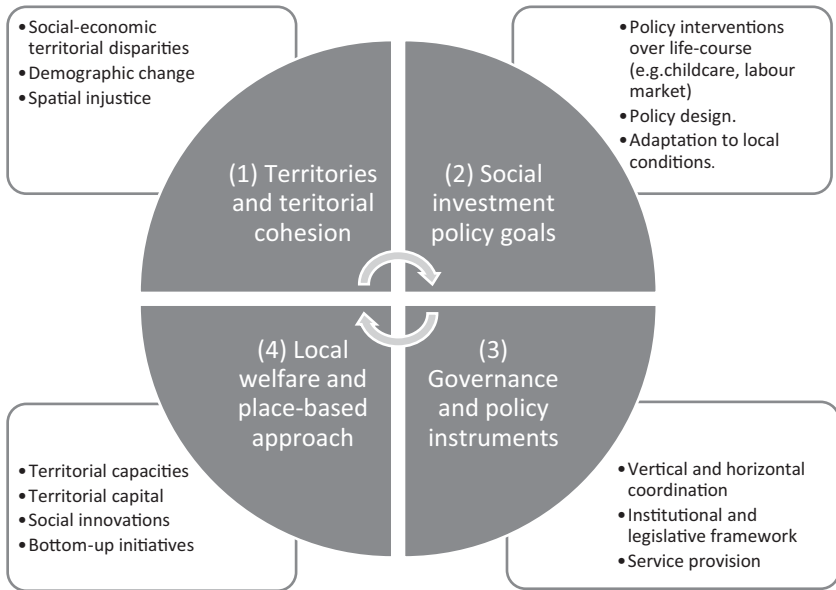 •Social-economic
territorial disparities
•Demographic change
•Spatial injustice
•Policy interventions
over life-course
(e.g.childcare, labour
market)
•Policy design.
•Adaptation to local
conditions.
(1) Territories
and teritorial
cohesion
(2) Social
investment
policy goals
(4) Local
welfare and
place-based
approach
(3)
Governance
and policy
instruments
•Territorial capacities
•Territorial capital
•Social innovations
•Bottom-up initiatives
•Vertical and horizontal
coordination
•Institutional and
legislative framework
•Service provision